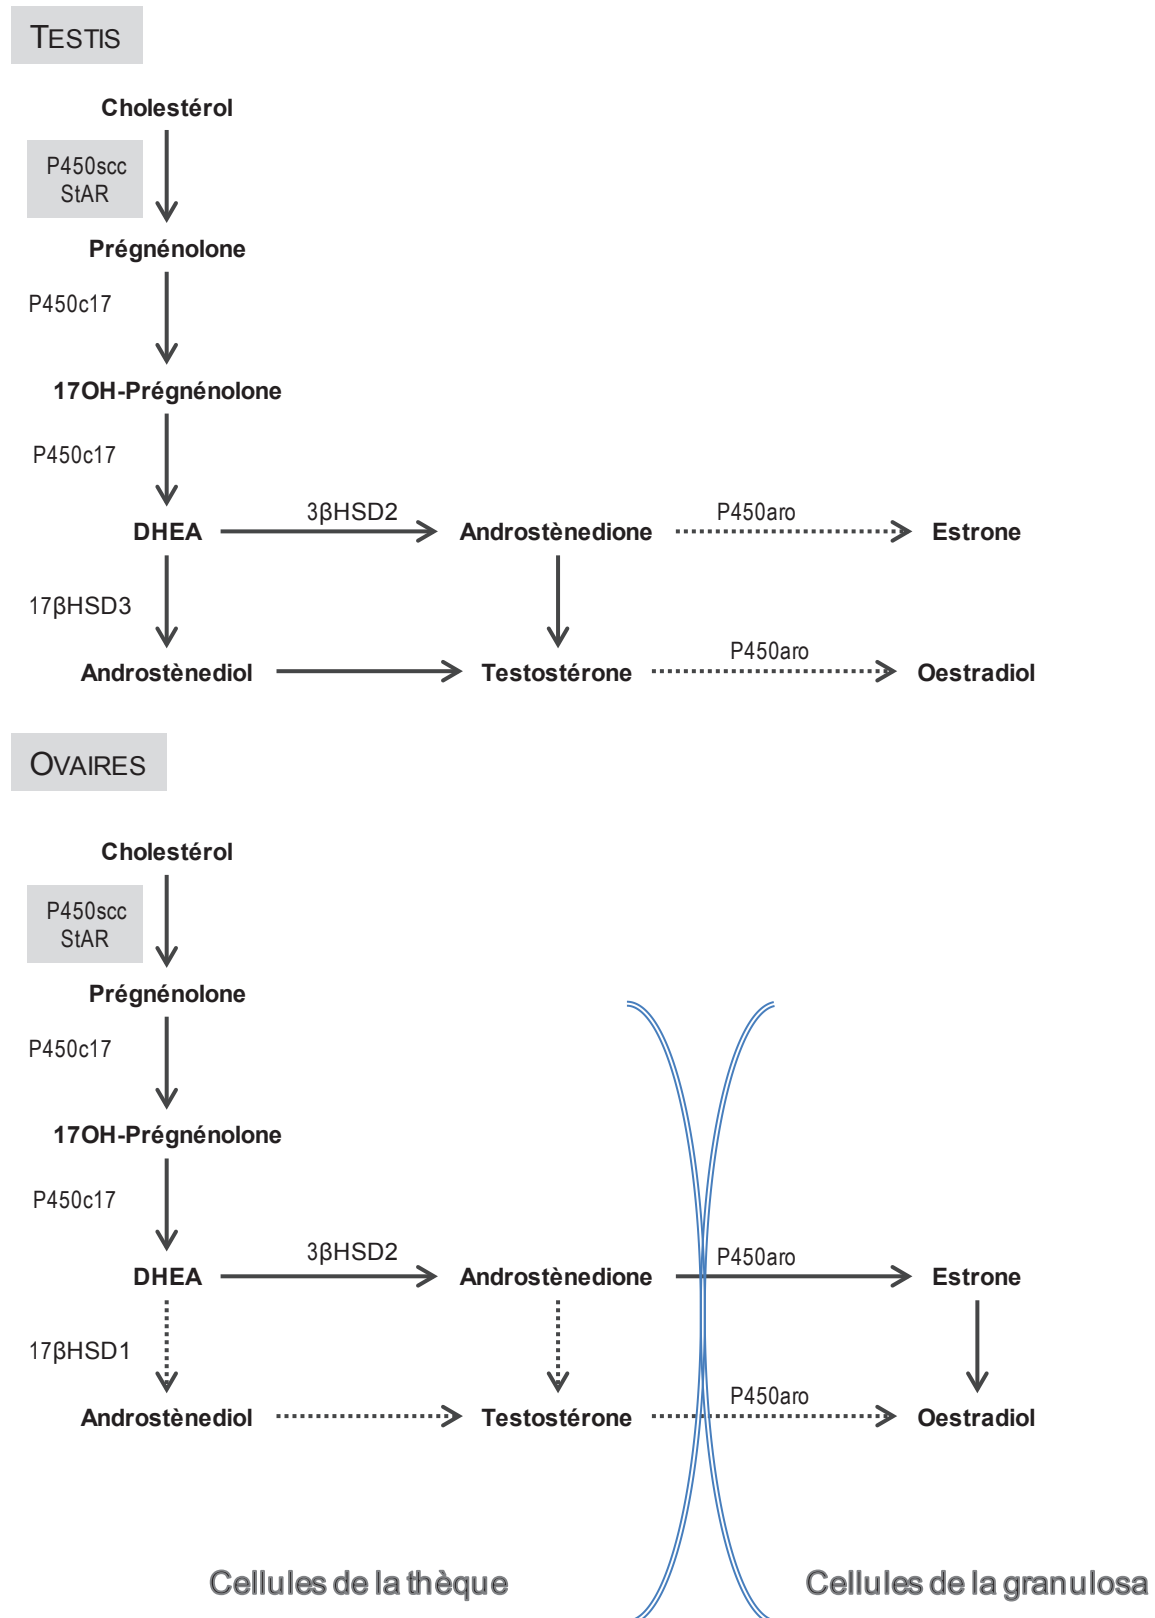 TESTIS
Cholestérol
P450scc
StAR
Prégnénolone
P450c17
17OH-Prégnénolone
P450c17
3βHSD2
P450aro
DHEA
Androstènedione
Estrone
17βHSD3
P450aro
Androstènediol
Testostérone
Oestradiol
OVAIRES
Cholestérol
P450scc
StAR
Prégnénolone
P450c17
17OH-Prégnénolone
P450c17
3βHSD2
P450aro
DHEA
Androstènedione
Estrone
17βHSD1
P450aro
Androstènediol
Testostérone
Oestradiol
Cellules de la thèque
Cellules de la granulosa